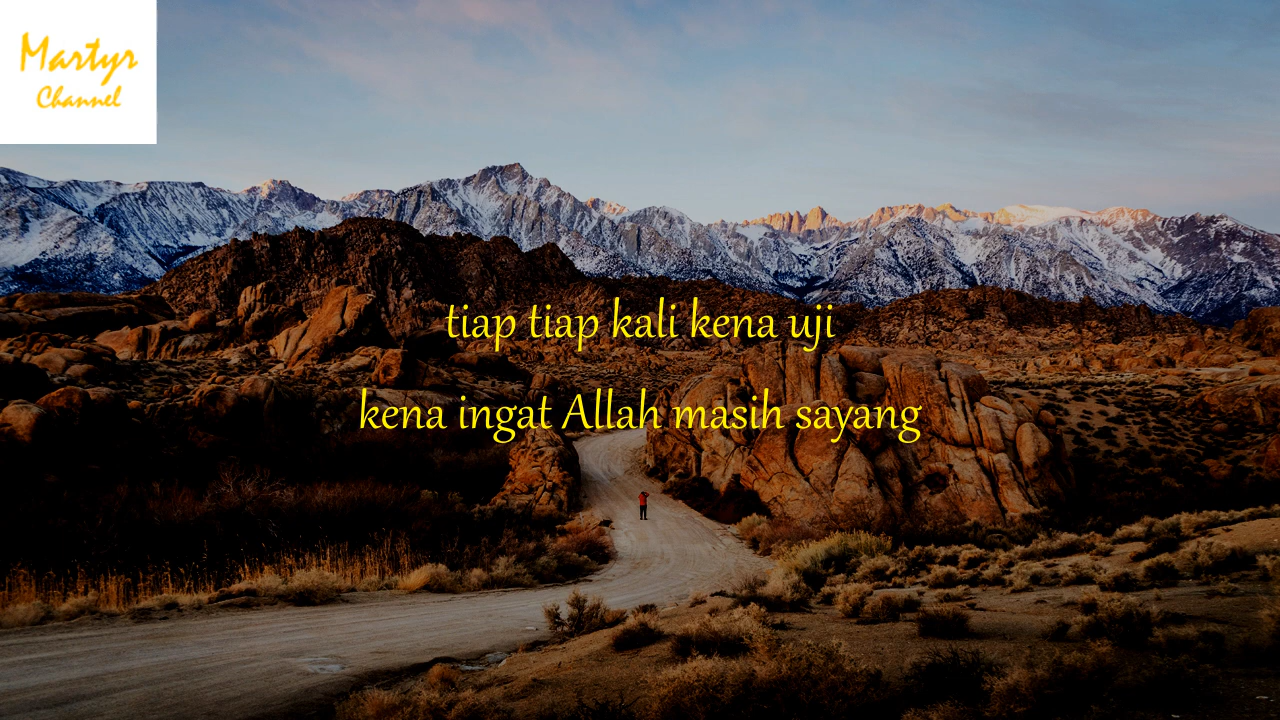 Martyr
Channel
tiap tiap kali kena uji
kena ingat Allah masih sayang